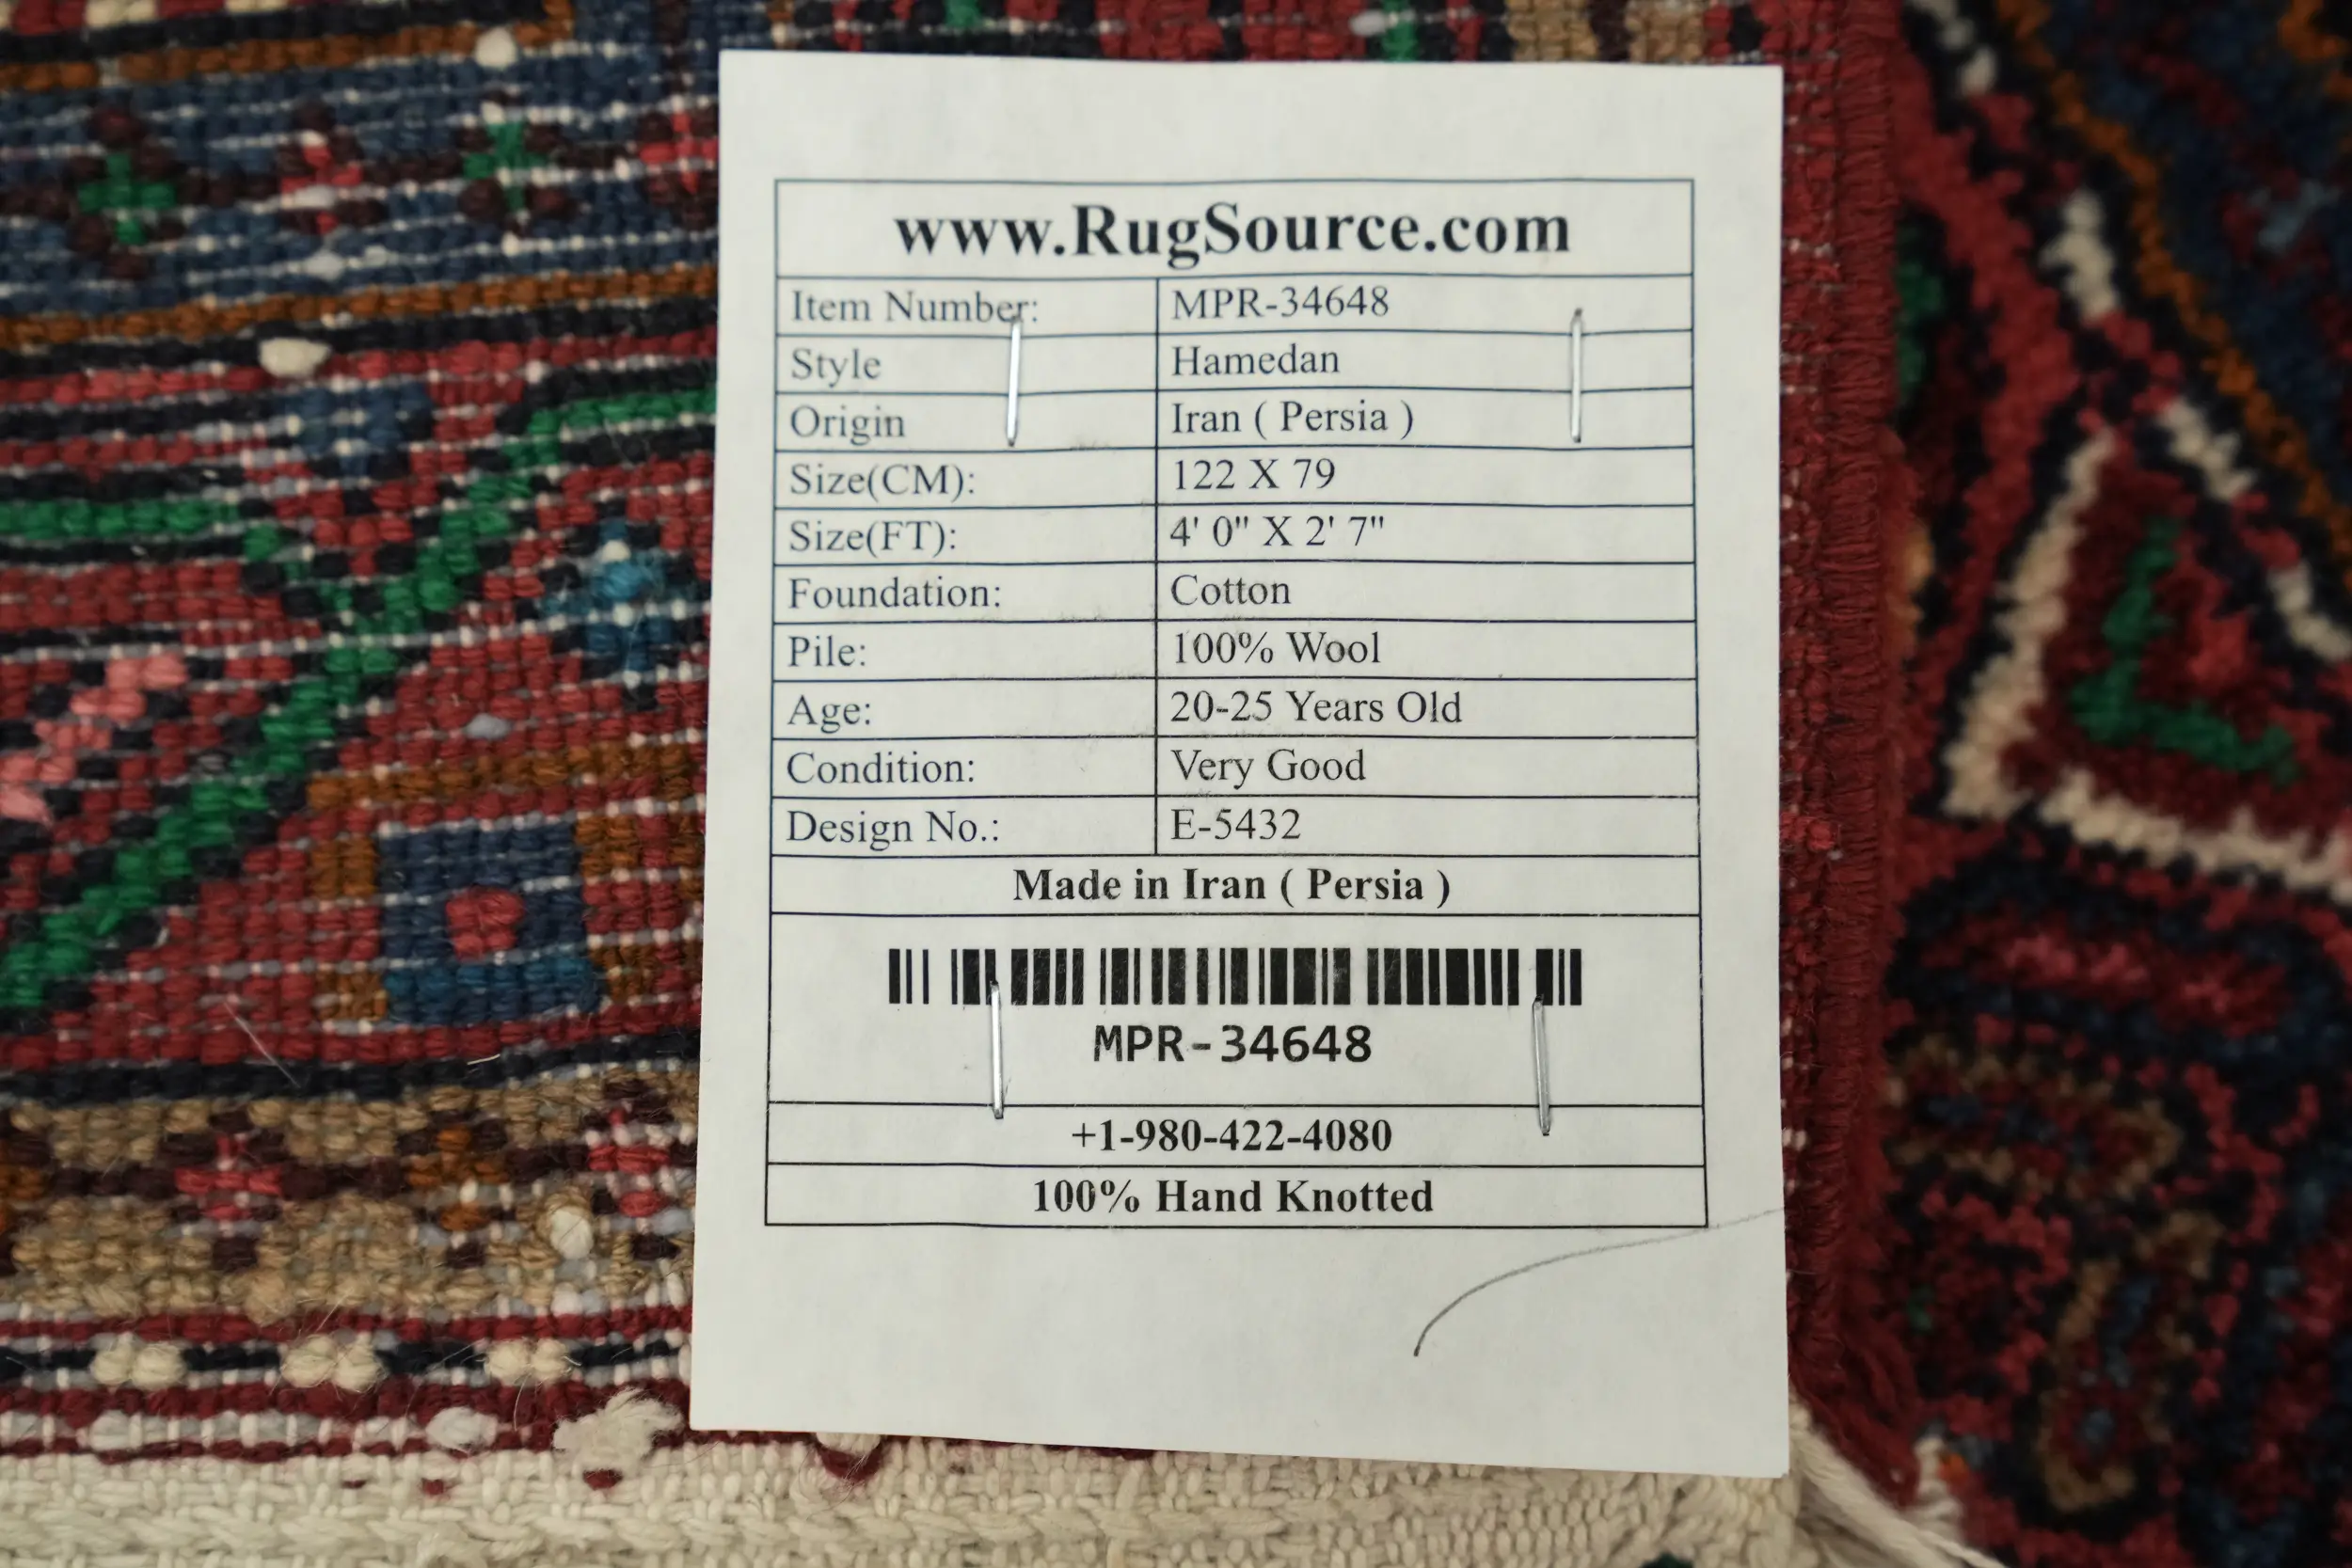 www.RugSource.com
Item Number: MPR-34648
Style Hamedan
Origin Iran ( Persia )
Size(CM): 122 X 79
Size(FT): 4' 0" X 2' 7"
Foundation: Cotton
Pile: 100% Wool
Age: 20-25 Years Old
Condition: Very Good
Design No.: E-5432
Made in Iran ( Persia )
MPR-34648
+1-980-422-4080
100% Hand Knotted